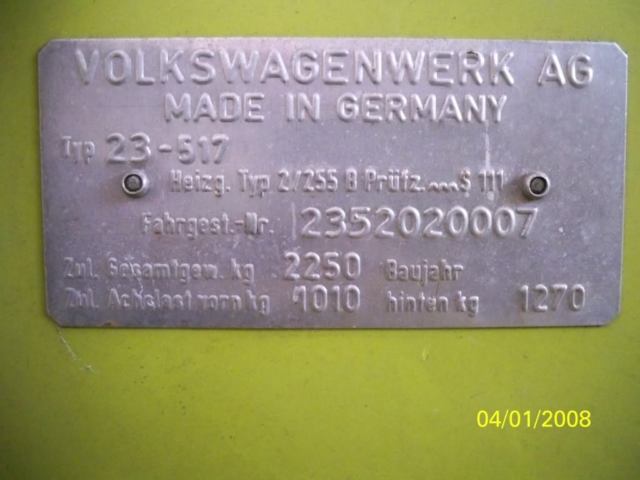 VOLKSWAGENWERK AG
MADE IN GERMANY
Typ 23-517
Heizg. Typ 2/255 B Prüfz....S 111
Fahrgest.-Nr. 2352020007
Zul. Gesamtgew. kg 2250 Baujahr
Zul. Achslast vorn kg 1010 hinten kg 1270
04/01/2008